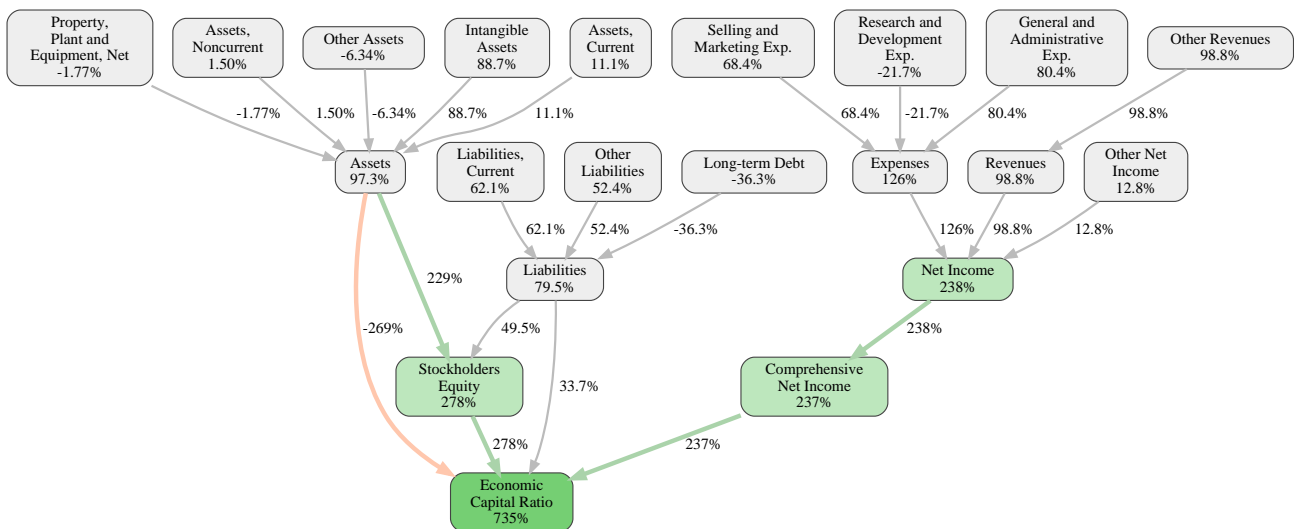 Property,
Plant and
Equipment, Net
-1.77%
Assets,
Noncurrent
1.50%
Other Assets
-6.34%
Intangible
Assets
88.7%
Assets,
Current
11.1%
Selling and
Marketing Exp.
68.4%
Research and
Development
Exp.
-21.7%
General and
Administrative
Exp.
80.4%
Other Revenues
98.8%
-1.77%
1.50%
-6.34%
88.7%
11.1%
68.4%
-21.7%
80.4%
98.8%
Assets
97.3%
Liabilities,
Current
62.1%
Other
Liabilities
52.4%
Long-term Debt
-36.3%
Expenses
126%
Revenues
98.8%
Other Net
Income
12.8%
62.1%
52.4%
-36.3%
126%
98.8%
12.8%
229%
Liabilities
79.5%
Net Income
238%
-269%
49.5%
238%
Stockholders
Equity
278%
33.7%
Comprehensive
Net Income
237%
278%
237%
Economic
Capital Ratio
735%